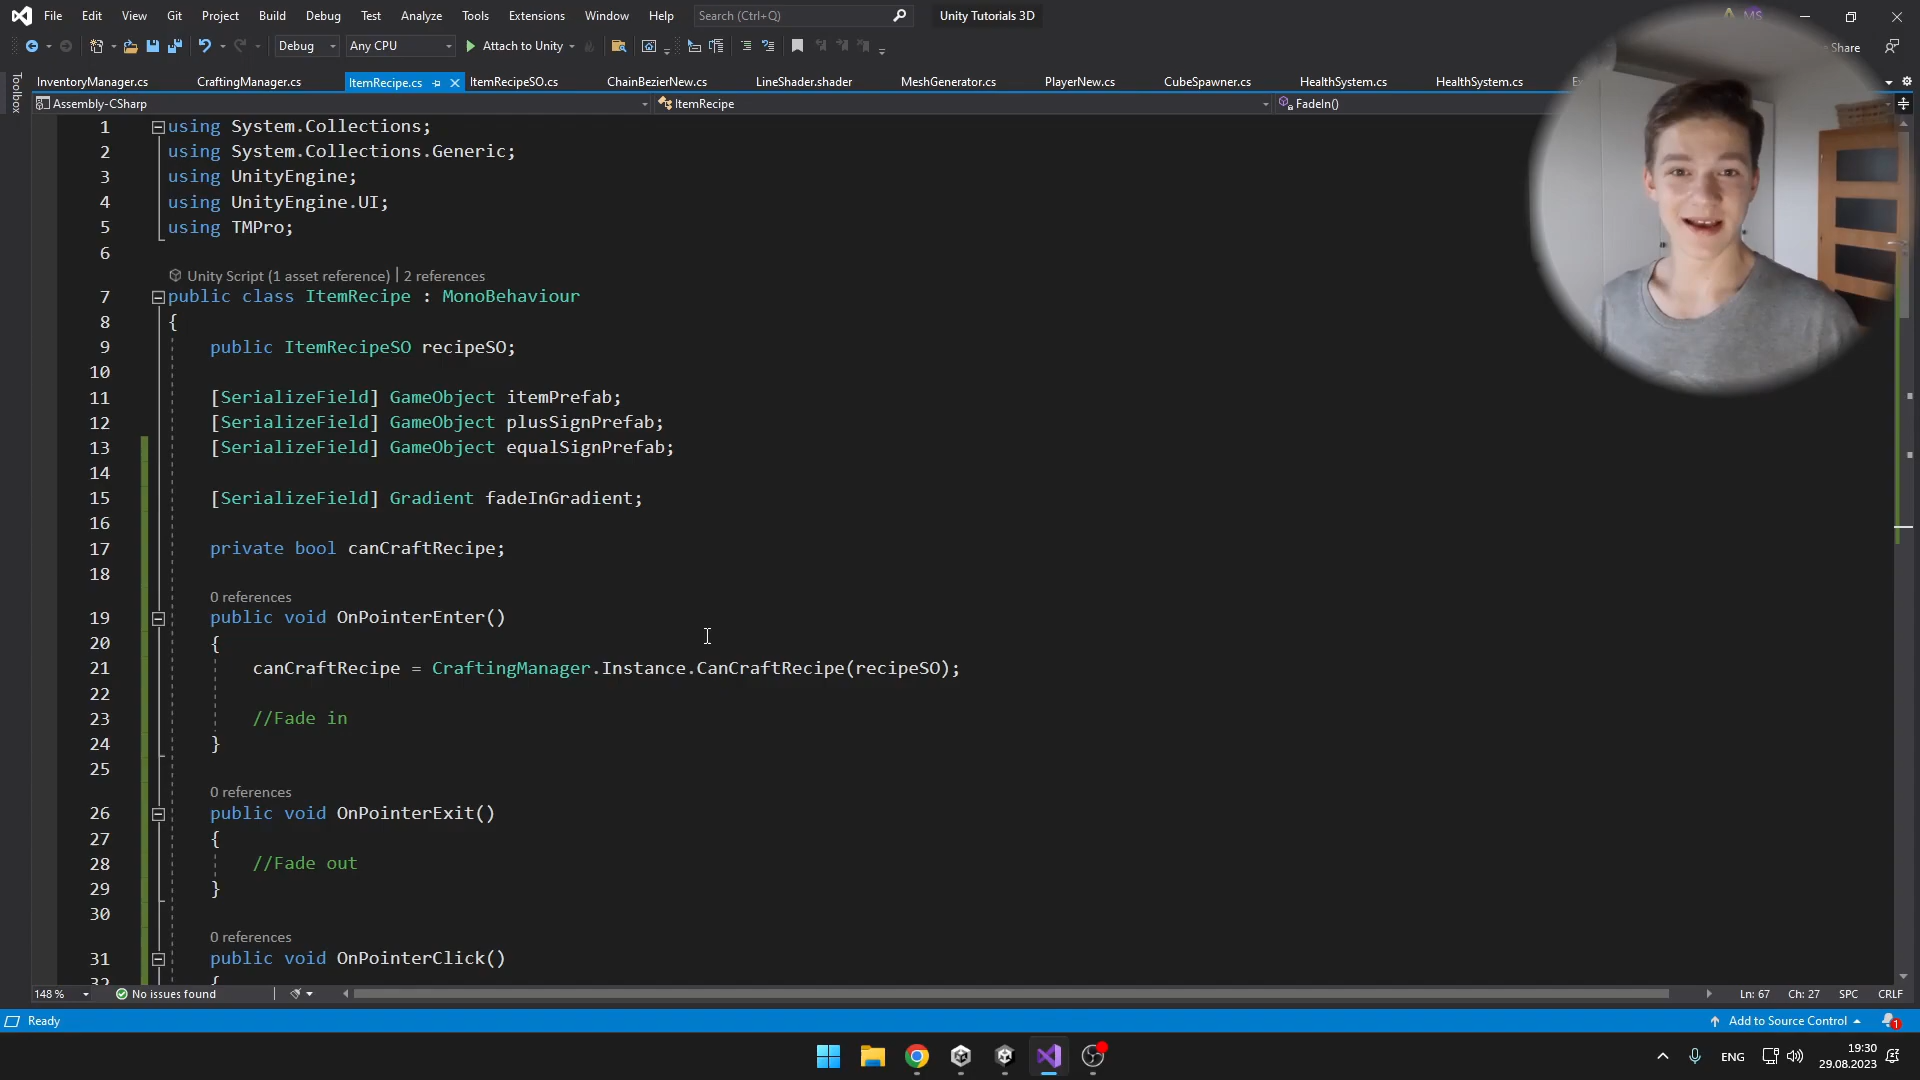 File Edit View Git Project Build Debug Test Analyze Tools Extensions Window Help Search (Ctrl+Q) Unity Tutorials 3D MS
Debug Any CPU Attach to Unity Share
InventoryManager.cs CraftingManager.cs ItemRecipe.cs ItemRecipeSO.cs ChainBezierNew.cs LineShader.shader MeshGenerator.cs PlayerNew.cs CubeSpawner.cs HealthSystem.cs HealthSystem.cs
Toolbox
Assembly-CSharp ItemRecipe FadeIn()
1 using System.Collections;
2 using System.Collections.Generic;
3 using UnityEngine;
4 using UnityEngine.UI;
5 using TMPro;
6
Unity Script (1 asset reference) | 2 references
7 public class ItemRecipe : MonoBehaviour
8 {
9 public ItemRecipeSO recipeSO;
10
11 [SerializeField] GameObject itemPrefab;
12 [SerializeField] GameObject plusSignPrefab;
13 [SerializeField] GameObject equalSignPrefab;
14
15 [SerializeField] Gradient fadeInGradient;
16
17 private bool canCraftRecipe;
18
0 references
19 public void OnPointerEnter()
20 {
21 canCraftRecipe = CraftingManager.Instance.CanCraftRecipe(recipeSO);
22
23 //Fade in
24 }
25
0 references
26 public void OnPointerExit()
27 {
28 //Fade out
29 }
30
0 references
31 public void OnPointerClick()
32 {
148 % No issues found Ln: 67 Ch: 27 SPC CRLF
Ready Add to Source Control 1
ENG 19:30
29.08.2023